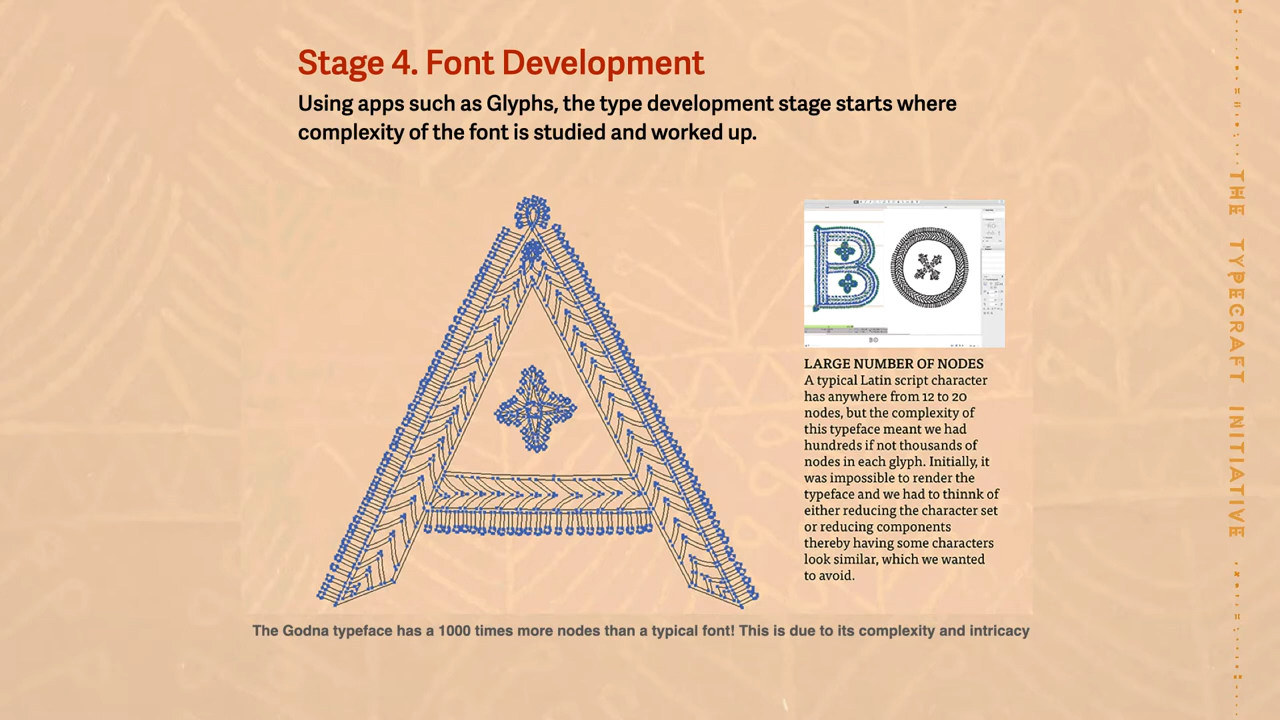 Stage 4. Font Development
Using apps such as Glyphs, the type development stage starts where
complexity of the font is studied and worked up.
LARGE NUMBER OF NODES
A typical Latin script character
has anywhere from 12 to 20
nodes, but the complexity of
this typeface meant we had
hundreds if not thousands of
nodes in each glyph. Initially, it
was impossible to render the
typeface and we had to thinnk of
either reducing the character set
or reducing components
thereby having some characters
look similar, which we wanted
to avoid.
The Godna typeface has a 1000 times more nodes than a typical font! This is due to its complexity and intricacy
THE TYPECRAFT INITIATIVE
A
B O
BO